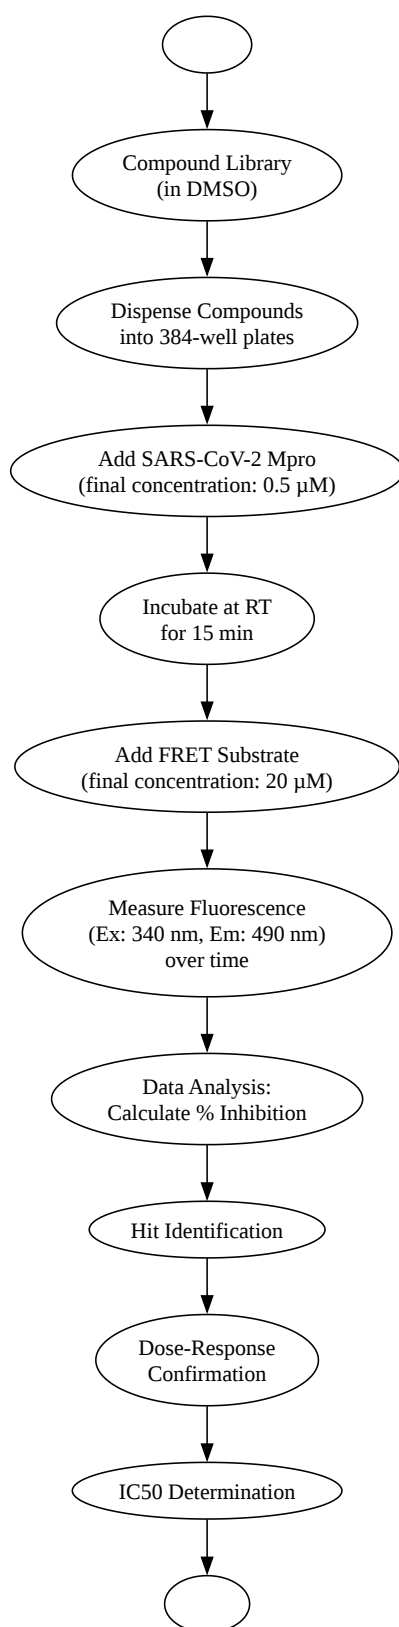 Compound Library
(in DMSO)
Dispense Compounds
into 384-well plates
Add SARS-CoV-2 Mpro
(final concentration: 0.5 µM)
Incubate at RT
for 15 min
Add FRET Substrate
(final concentration: 20 µM)
Measure Fluorescence
(Ex: 340 nm, Em: 490 nm)
over time
Data Analysis:
Calculate % Inhibition
Hit Identification
Dose-Response
Confirmation
IC50 Determination